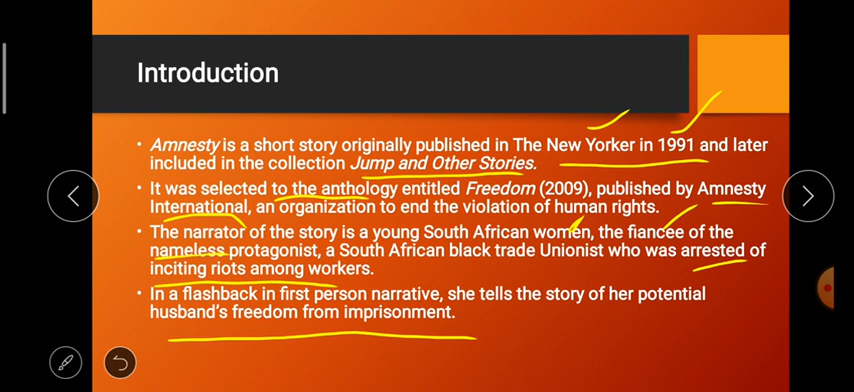 Introduction
• Amnesty is a short story originally published in The New Yorker in 1991 and later
included in the collection Jump and Other Stories.
• It was selected to the anthology entitled Freedom (2009), published by Amnesty
International, an organization to end the violation of human rights.
• The narrator of the story is a young South African women, the fiancee of the
nameless protagonist, a South African black trade Unionist who was arrested of
inciting riots among workers.
• In a flashback in first person narrative, she tells the story of her potential
husband's freedom from imprisonment.